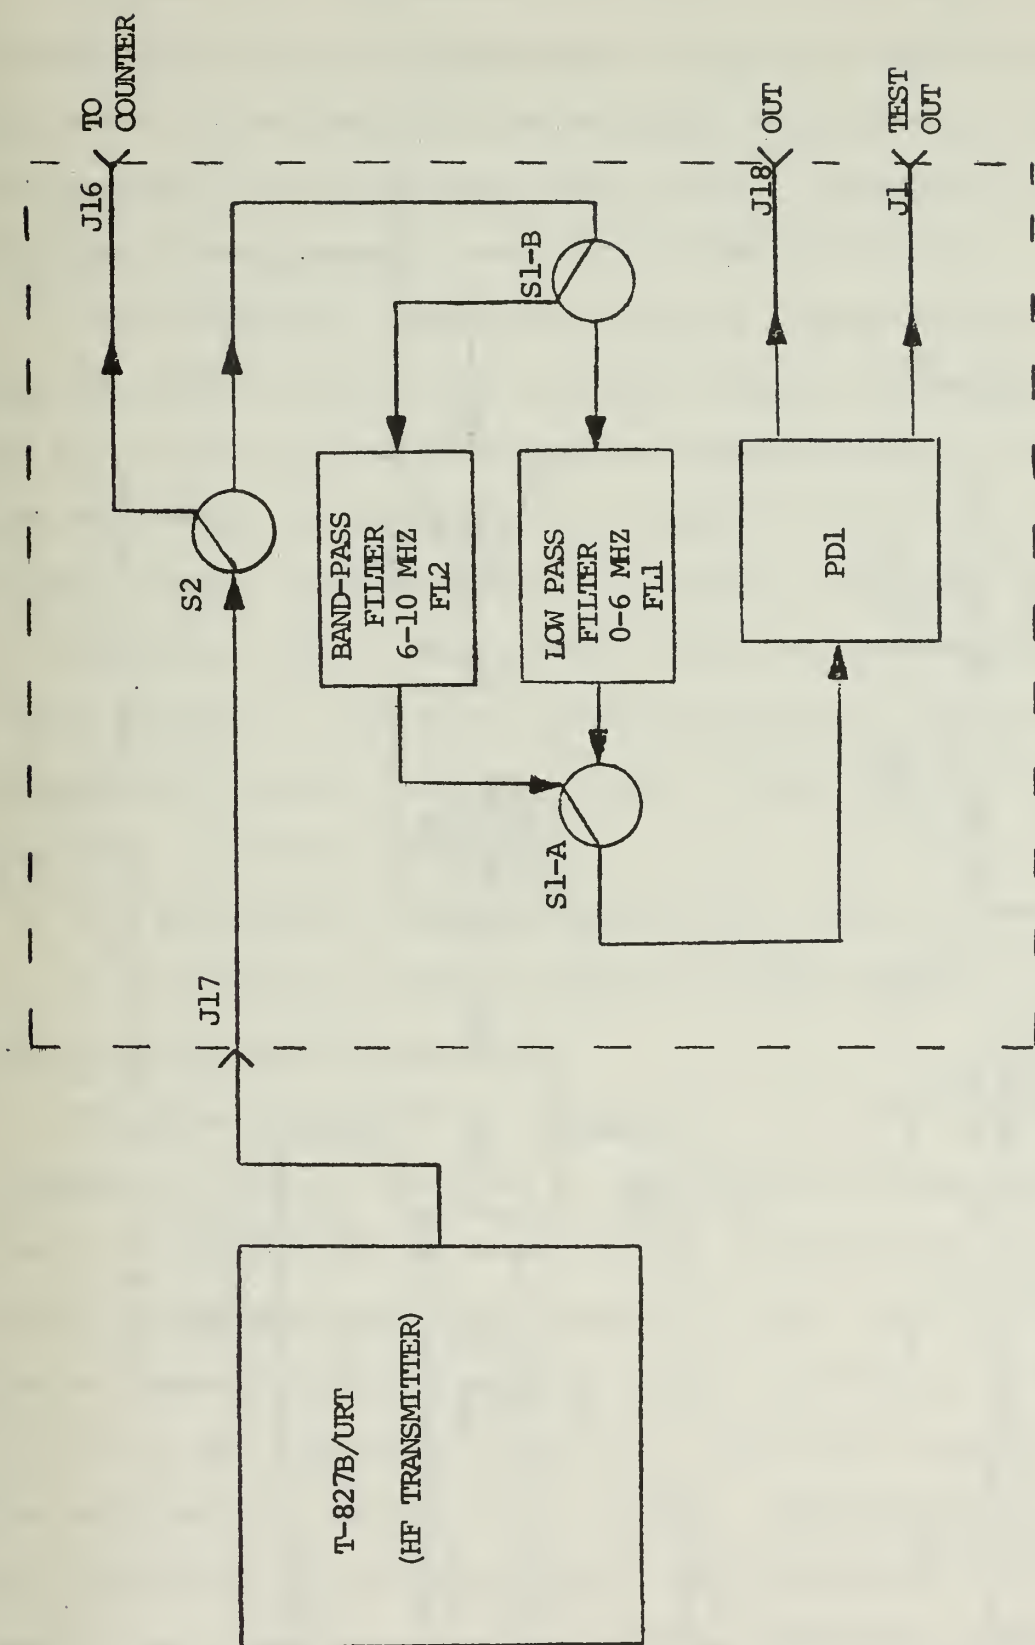 T-827B/URT
(HF TRANSMITTER)
J17
S2
J16
TO
COUNTER
BAND-PASS
FILTER
6-10 MHZ
FL2
S1-B
LOW PASS
FILTER
0-6 MHZ
FL1
S1-A
PD1
J18
OUT
J1
TEST
OUT